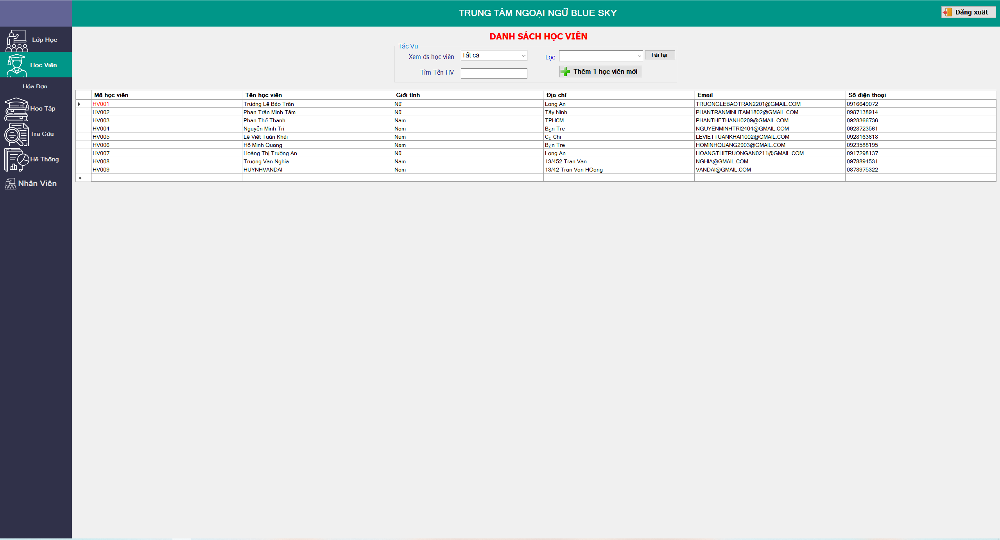 TRUNG TÂM NGOẠI NGỮ BLUE SKY
Đăng xuất
Lớp Học
Học Viên
Hóa Đơn
Học Tập
Tra Cứu
Hệ Thống
Nhân Viên
DANH SÁCH HỌC VIÊN
Tác Vụ
Xem ds học viên Tất cả Lọc Tải lại
Tìm Tên HV Thêm 1 học viên mới
Mã học viên Tên học viên Giới tính Địa chỉ Email Số điện thoại
HV001 Trương Lê Bảo Trân Nữ Long An TRUONGLEBAOTRAN2201@GMAIL.COM 0916649072
HV002 Phan Trần Minh Tâm Nữ Tây Ninh PHANTRANMINHTAM1802@GMAIL.COM 0987138914
HV003 Phan Thế Thanh Nam TPHCM PHANTHETHANH0209@GMAIL.COM 0928366736
HV004 Nguyễn Minh Trí Nam B¿n Tre NGUYENMINHTRI2404@GMAIL.COM 0928723561
HV005 Lê Viết Tuấn Khải Nam C¿ Chi LEVIETTUANKHAI1002@GMAIL.COM 0928163618
HV006 Hồ Minh Quang Nam B¿n Tre HOMINHQUANG2903@GMAIL.COM 0923588195
HV007 Hoàng Thị Trường An Nữ Long An HOANGTHITRUONGAN0211@GMAIL.COM 0917298137
HV008 Truong Van Nghia Nam 13/452 Tran Van NGHIA@GMAIL.COM 0978894531
HV009 HUYNHVANDAI Nam 13/42 Tran Van HOang VANDAI@GMAIL.COM 0878975322